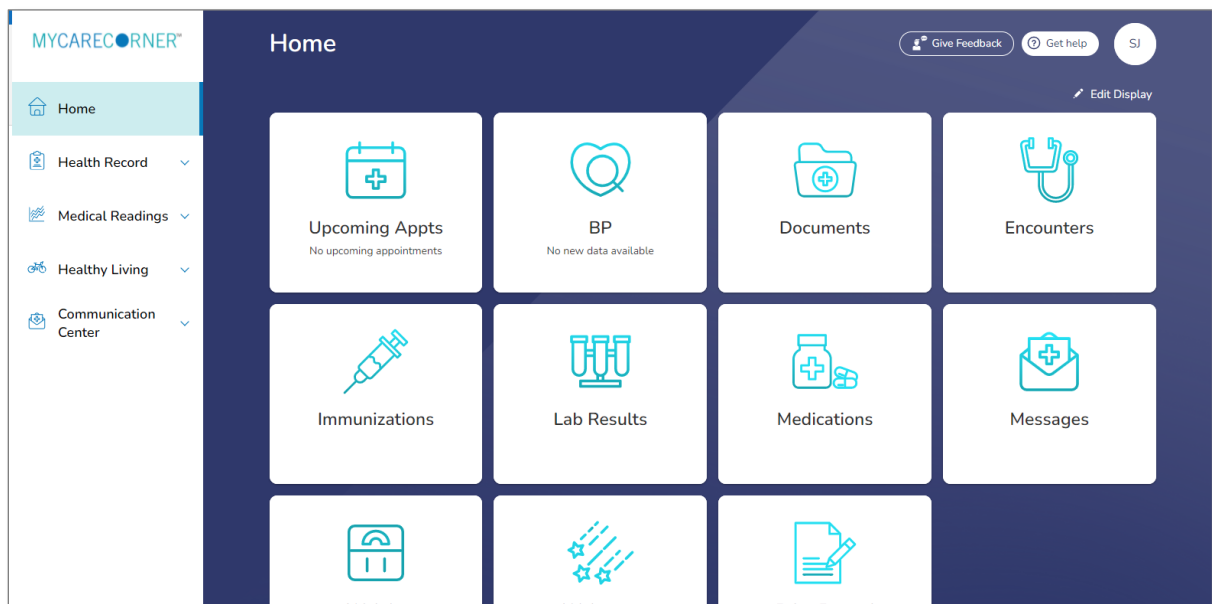 MYCARECORNER™
Home
Give Feedback
Get help
SJ
Edit Display
Home
Health Record
Medical Readings
Healthy Living
Communication
Center
Upcoming Appts
No upcoming appointments
BP
No new data available
Documents
Encounters
Immunizations
Lab Results
Medications
Messages